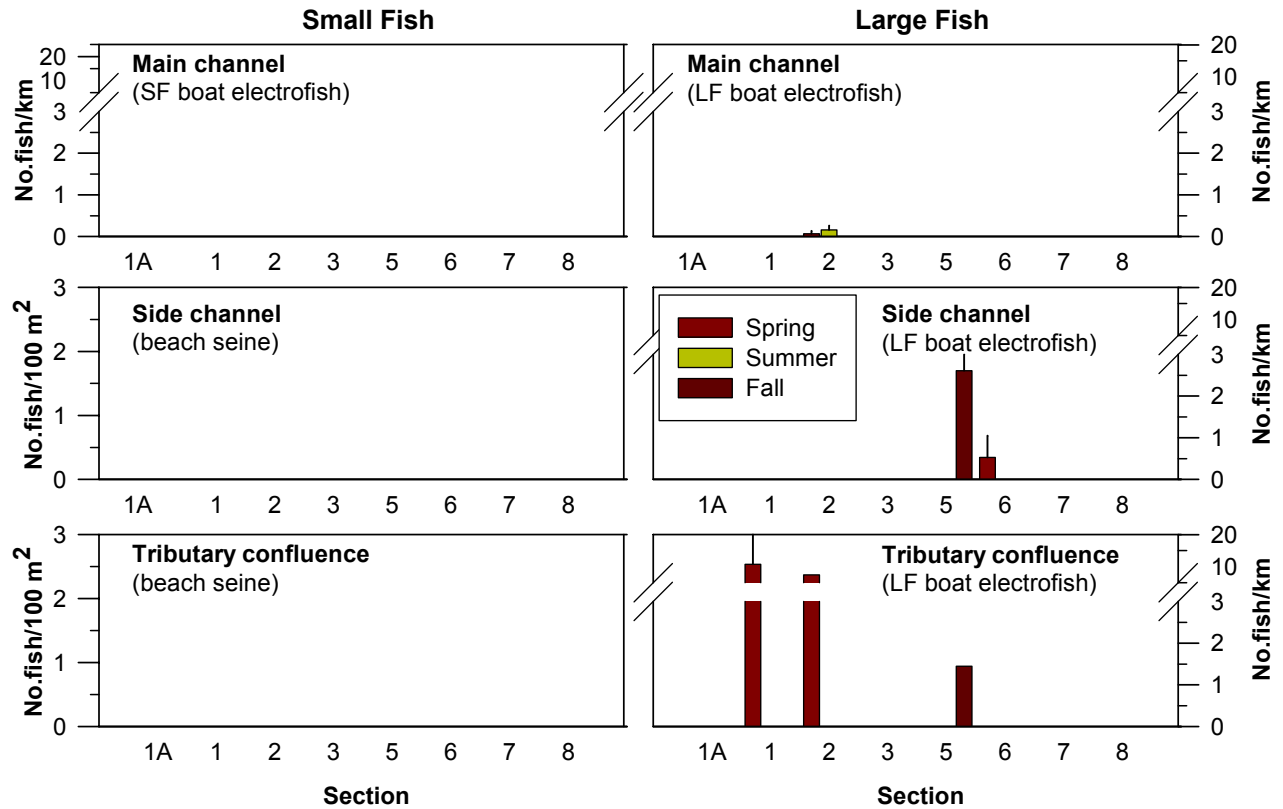 Small Fish
Large Fish
Main channel
(SF boat electrofish)
No.fish/km
20
10
3
2
1
0
1A 1 2 3 5 6 7 8
Main channel
(LF boat electrofish)
20
10
3
2
1
0
No.fish/km
1A 1 2 3 5 6 7 8
Side channel
(beach seine)
No.fish/100 m²
3
2
1
0
1A 1 2 3 5 6 7 8
Spring
Summer
Fall
Side channel
(LF boat electrofish)
20
10
3
2
1
0
No.fish/km
1A 1 2 3 5 6 7 8
Tributary confluence
(beach seine)
No.fish/100 m²
3
2
1
0
1A 1 2 3 5 6 7 8
Section
Tributary confluence
(LF boat electrofish)
20
10
3
2
1
0
No.fish/km
1A 1 2 3 5 6 7 8
Section